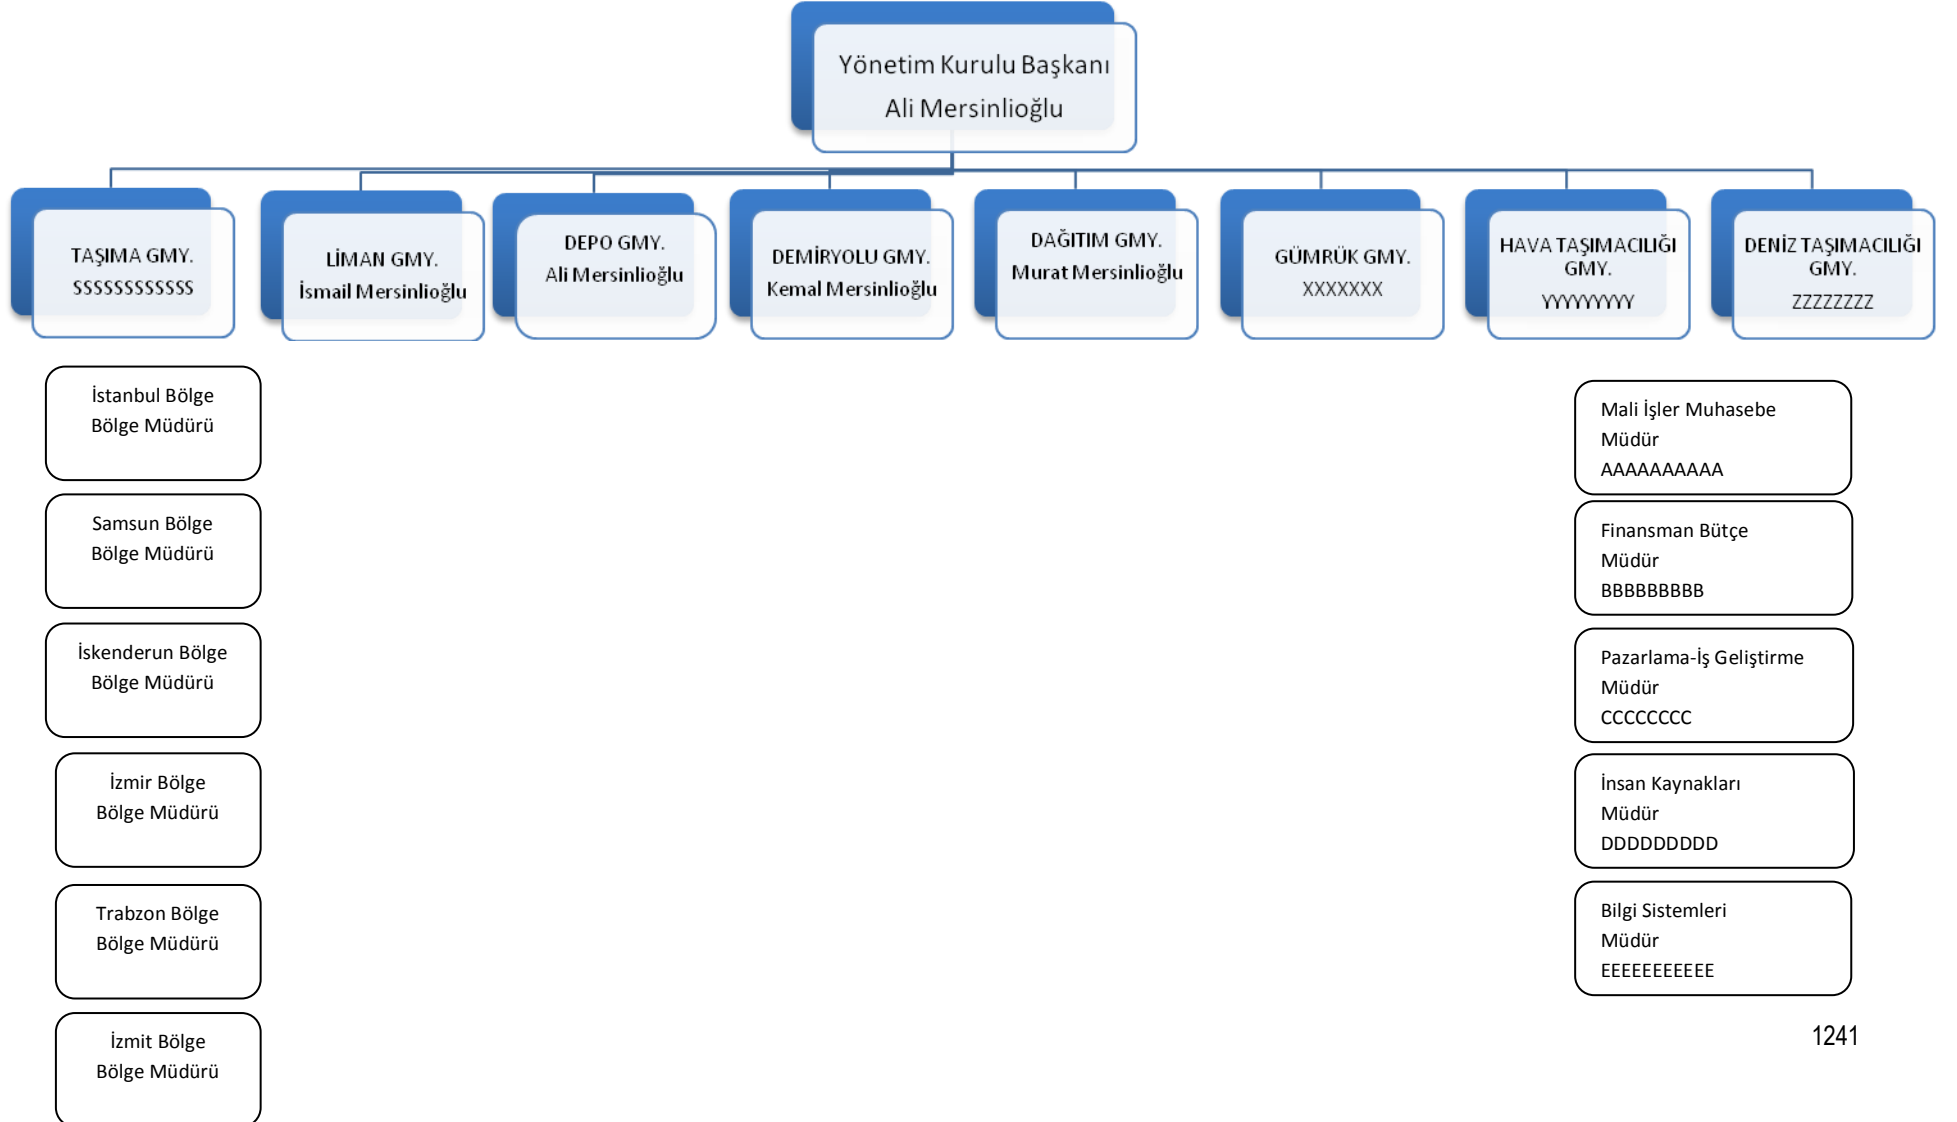 Yönetim Kurulu Başkanı
Ali Mersinlioğlu
TAŞIMA GMY.
SSSSSSSSSSSS
LİMAN GMY.
İsmail Mersinlioğlu
DEPO GMY.
Ali Mersinlioğlu
DEMİRYOLU GMY.
Kemal Mersinlioğlu
DAĞITIM GMY.
Murat Mersinlioğlu
GÜMRÜK GMY.
XXXXXXX
HAVA TAŞIMACILIĞI
GMY.
YYYYYYYYY
DENİZ TAŞIMACILIĞI
GMY.
ZZZZZZZZ
İstanbul Bölge
Bölge Müdürü
Samsun Bölge
Bölge Müdürü
İskenderun Bölge
Bölge Müdürü
İzmir Bölge
Bölge Müdürü
Trabzon Bölge
Bölge Müdürü
İzmit Bölge
Bölge Müdürü
Mali İşler Muhasebe
Müdür
AAAAAAAAAA
Finansman Bütçe
Müdür
BBBBBBBBB
Pazarlama-İş Geliştirme
Müdür
CCCCCCCC
İnsan Kaynakları
Müdür
DDDDDDDDD
Bilgi Sistemleri
Müdür
EEEEEEEEEEE
1241